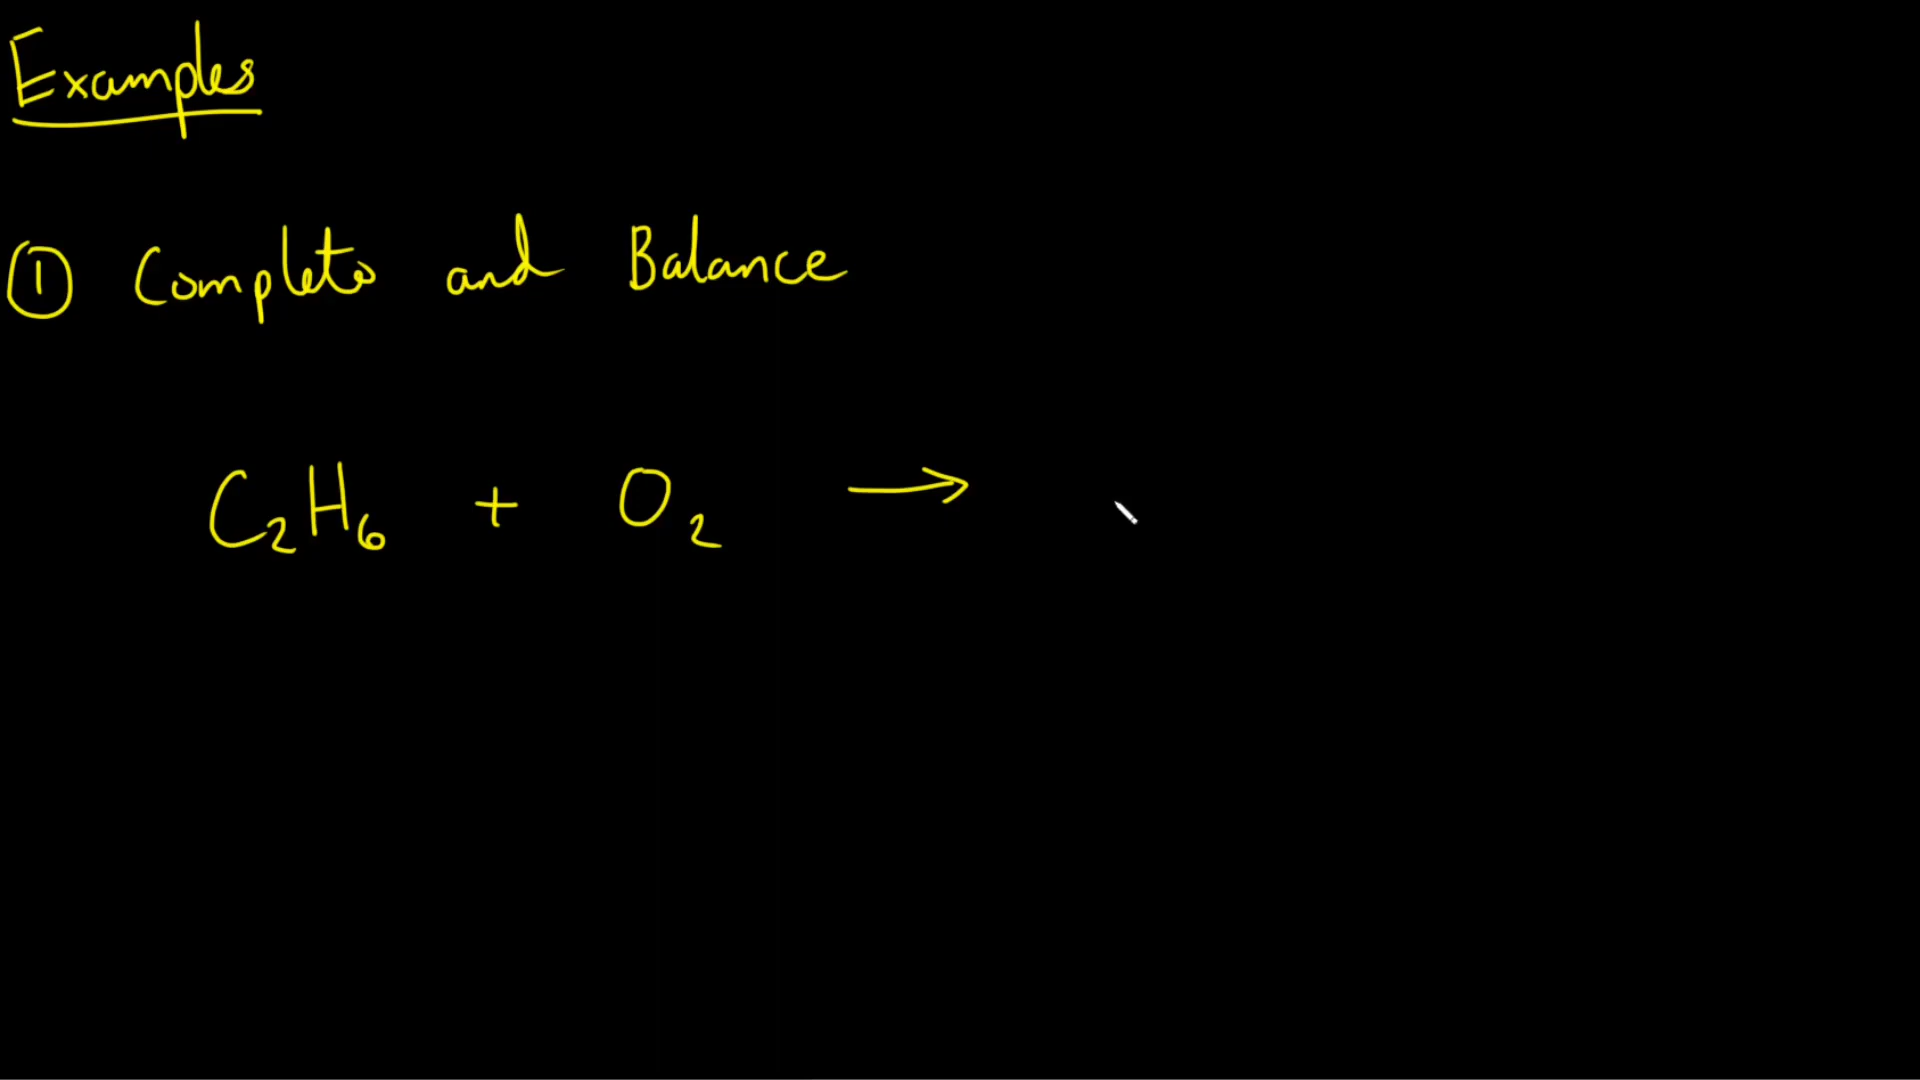 Examples
① Complete and Balance
C₂H₆ + O₂ →